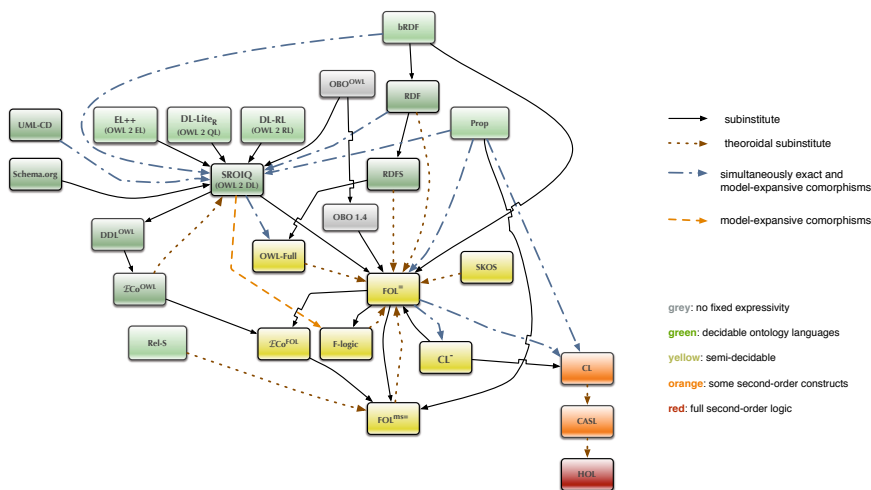 bRDF
OBO^OWL
RDF
UML-CD
EL++
(OWL 2 EL)
DL-Lite_R
(OWL 2 QL)
DL-RL
(OWL 2 RL)
Prop
Schema.org
SROIQ
(OWL 2 DL)
RDFS
OBO 1.4
DDL^OWL
OWL-Full
SKOS
ℰCo^OWL
FOL^=
Rel-S
ℰCo^FOL
F-logic
CL^-
CL
FOL^ms=
CASL
HOL
subinstitute
theoroidal subinstitute
simultaneously exact and
model-expansive comorphisms
model-expansive comorphisms
grey: no fixed expressivity
green: decidable ontology languages
yellow: semi-decidable
orange: some second-order constructs
red: full second-order logic